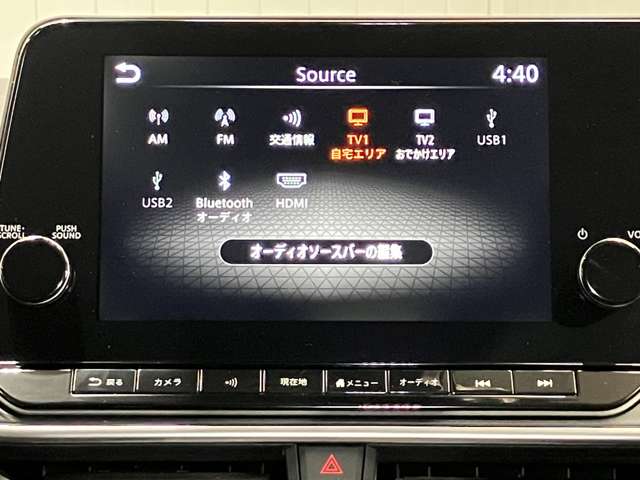 Source
4:40
AM
FM
交通情報
TV1
自宅エリア
TV2
おでかけエリア
USB1
USB2
Bluetooth
オーディオ
HDMI
オーディオソースバーの編集
TUNE·
SCROLL
PUSH
SOUND
VO
戻る
カメラ
現在地
メニュー
オーディオ